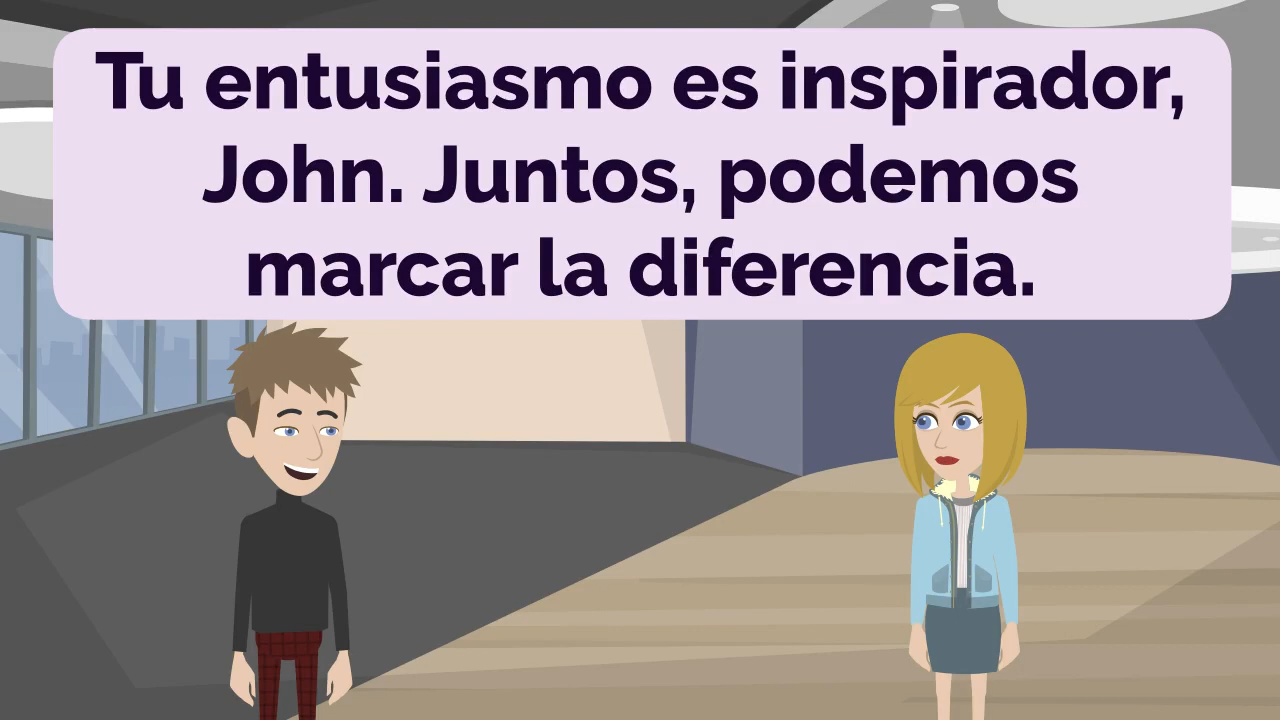 Tu entusiasmo es inspirador,
John. Juntos, podemos
marcar la diferencia.